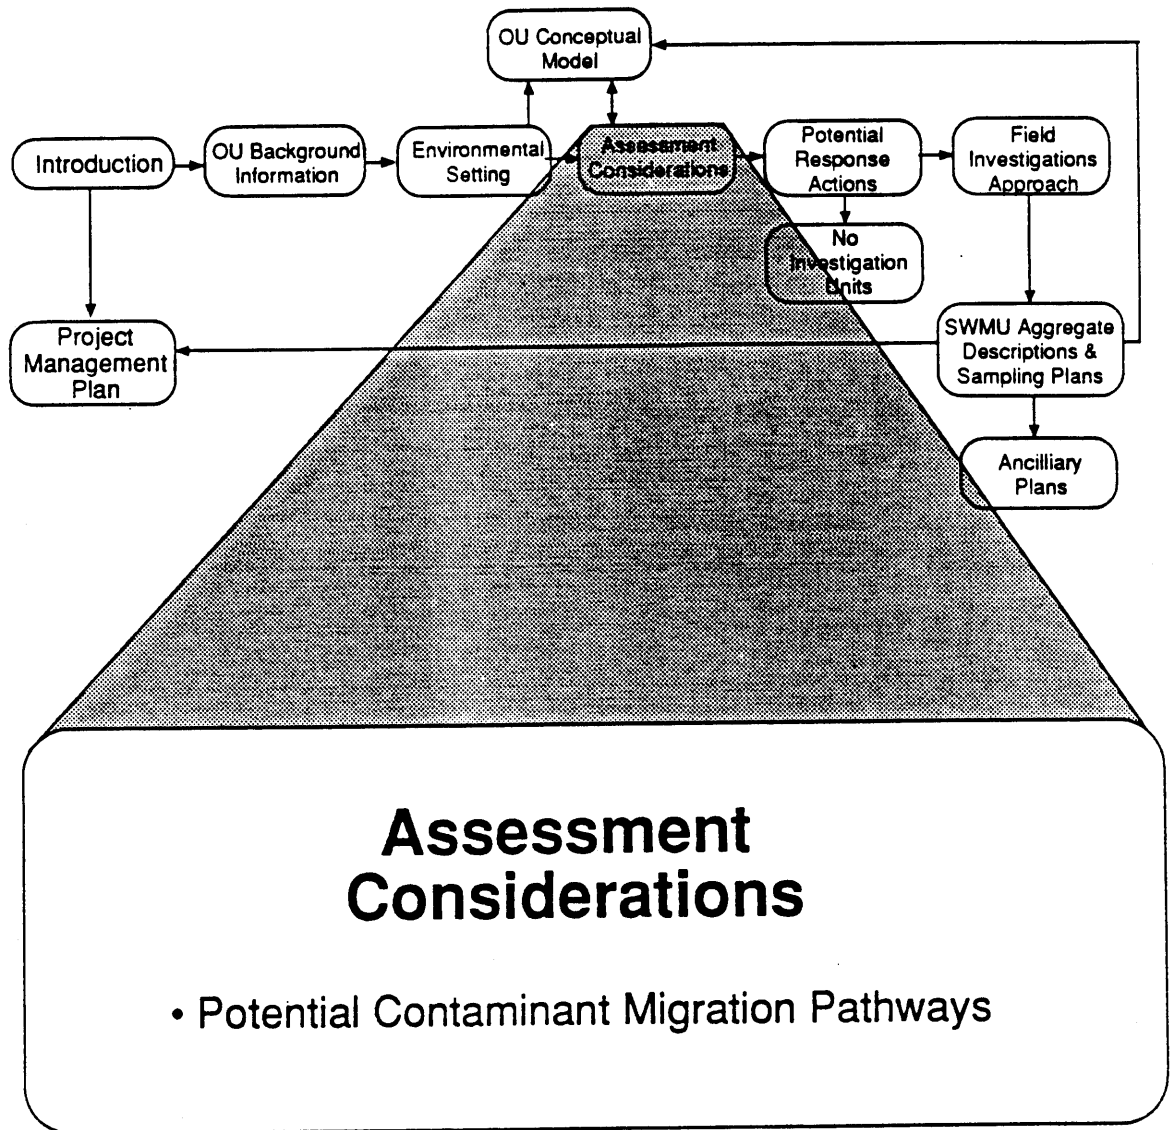 OU Conceptual
Model
Introduction
OU Background
Information
Environmental
Setting
Assessment
Considerations
Potential
Response
Actions
Field
Investigations
Approach
No
Investigation
Units
Project
Management
Plan
SWMU Aggregate
Descriptions &
Sampling Plans
Ancilliary
Plans
Assessment
Considerations
• Potential Contaminant Migration Pathways